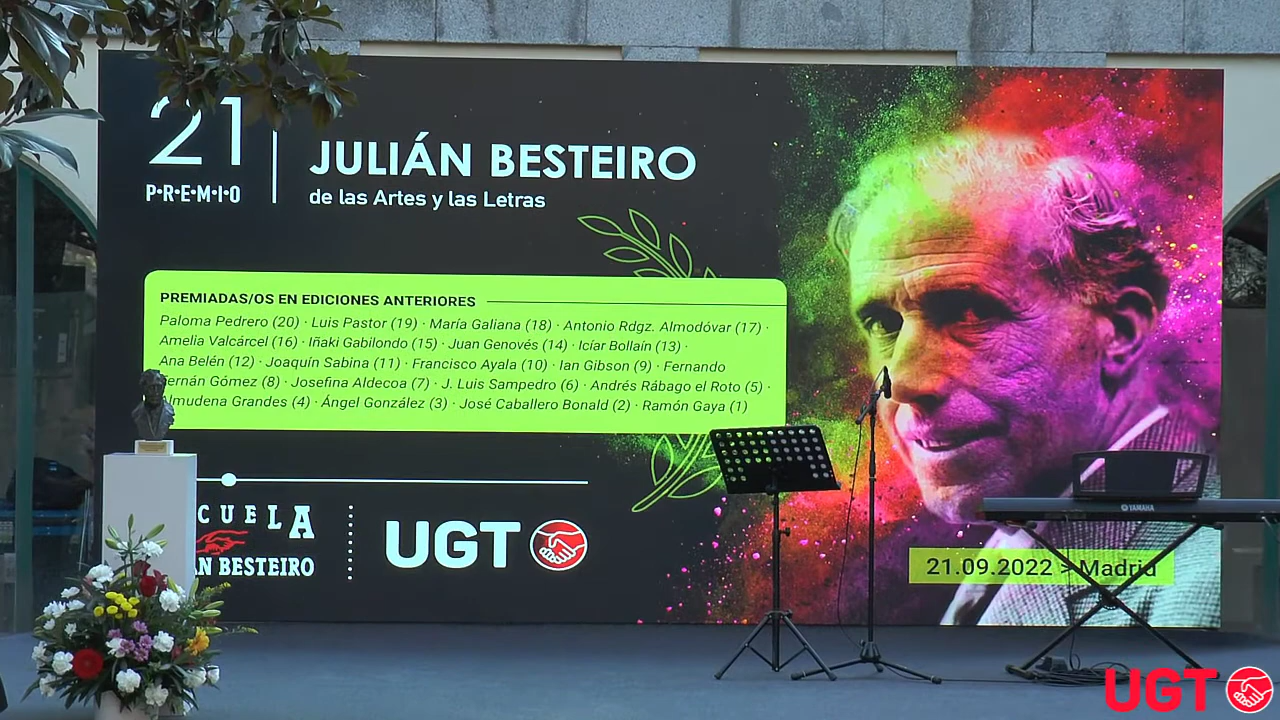 21
P·R·E·M·I·O
JULIÁN BESTEIRO
de las Artes y las Letras
PREMIADAS/OS EN EDICIONES ANTERIORES
Paloma Pedrero (20) · Luis Pastor (19) · María Galiana (18) · Antonio Rdgz. Almodóvar (17) ·
Amelia Valcárcel (16) · Iñaki Gabilondo (15) · Juan Genovés (14) · Icíar Bollaín (13) ·
Ana Belén (12) · Joaquín Sabina (11) · Francisco Ayala (10) · Ian Gibson (9) · Fernando
ernán Gómez (8) · Josefina Aldecoa (7) · J. Luis Sampedro (6) · Andrés Rábago el Roto (5) ·
lmudena Grandes (4) · Ángel González (3) · José Caballero Bonald (2) · Ramón Gaya (1)
CUELA
N BESTEIRO
UGT
YAMAHA
21.09.2022 > Madrid
UGT